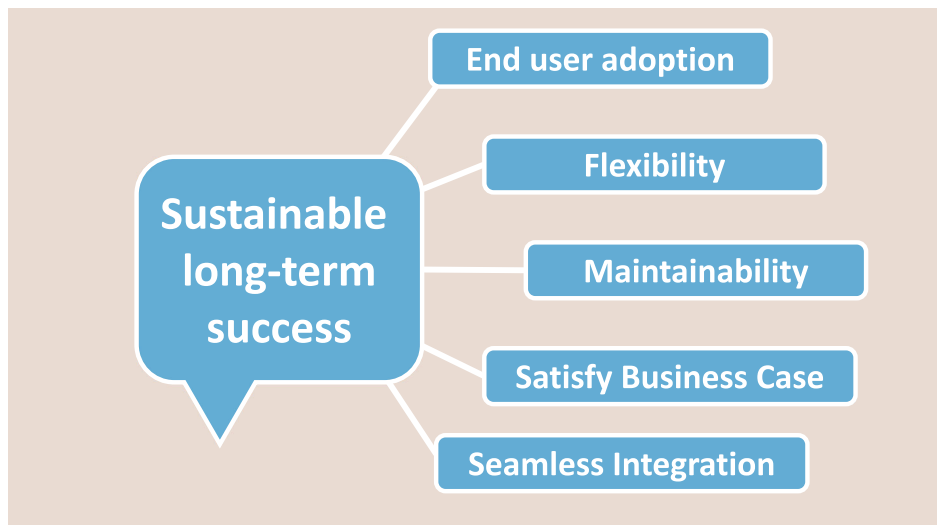 Sustainable
long-term
success
End user adoption
Flexibility
Maintainability
Satisfy Business Case
Seamless Integration